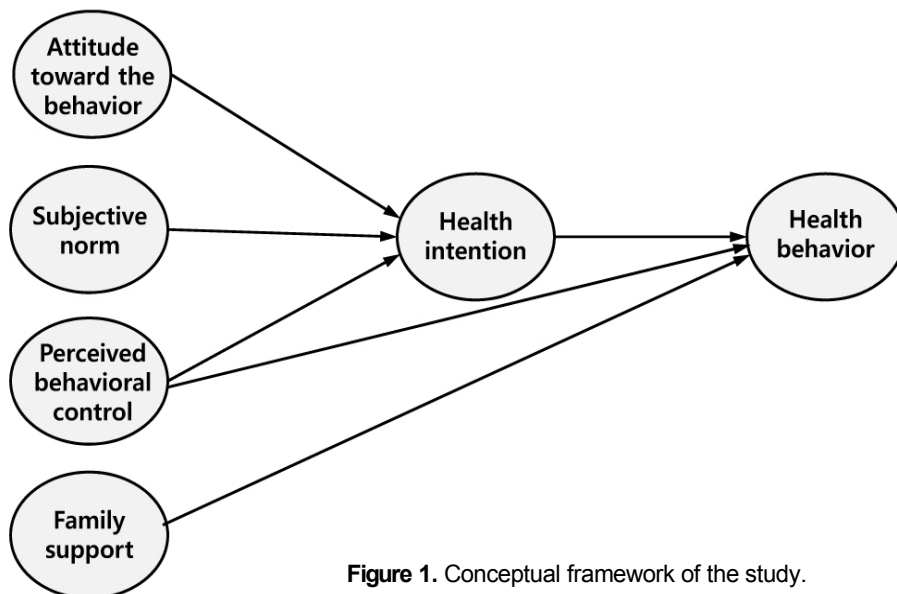 Attitude
toward the
behavior
Subjective
norm
Perceived
behavioral
control
Family
support
Health
intention
Health
behavior
Figure 1. Conceptual framework of the study.